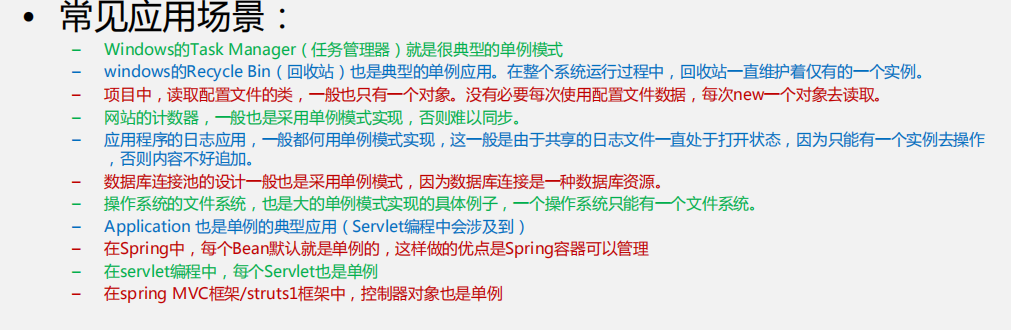 • 常见应用场景：
– Windows的Task Manager（任务管理器）就是很典型的单例模式
– windows的Recycle Bin（回收站）也是典型的单例应用。在整个系统运行过程中，回收站一直维护着仅有的一个实例。
– 项目中，读取配置文件的类，一般也只有一个对象。没有必要每次使用配置文件数据，每次new一个对象去读取。
– 网站的计数器，一般也是采用单例模式实现，否则难以同步。
– 应用程序的日志应用，一般都何用单例模式实现，这一般是由于共享的日志文件一直处于打开状态，因为只能有一个实例去操作
，否则内容不好追加。
– 数据库连接池的设计一般也是采用单例模式，因为数据库连接是一种数据库资源。
– 操作系统的文件系统，也是大的单例模式实现的具体例子，一个操作系统只能有一个文件系统。
– Application 也是单例的典型应用（Servlet编程中会涉及到）
– 在Spring中，每个Bean默认就是单例的，这样做的优点是Spring容器可以管理
– 在servlet编程中，每个Servlet也是单例
– 在spring MVC框架/struts1框架中，控制器对象也是单例